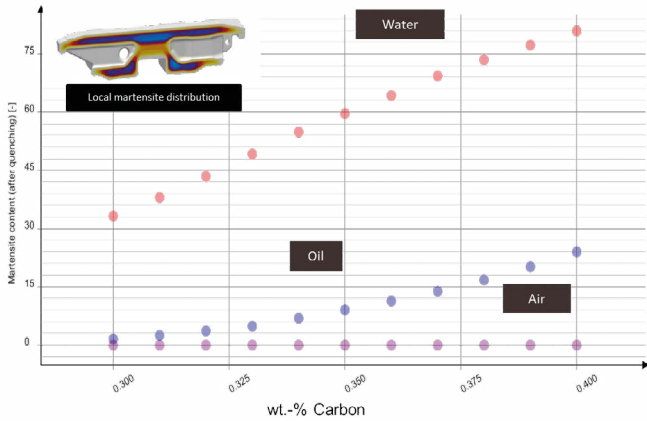 Water
75
Local martensite distribution
60
45
30
15
0
Martensite content (after quenching) [-]
Oil
Air
0.300
0.325
0.350
0.375
0.400
wt.-% Carbon